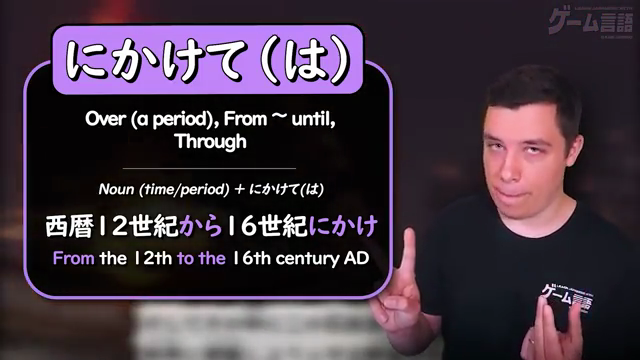 ゲーム言語
にかけて(は)
Over (a period), From ~ until,
Through
Noun (time/period) + にかけて(は)
西暦12世紀から16世紀にかけ
From the 12th to the 16th century AD
ゲーム言語